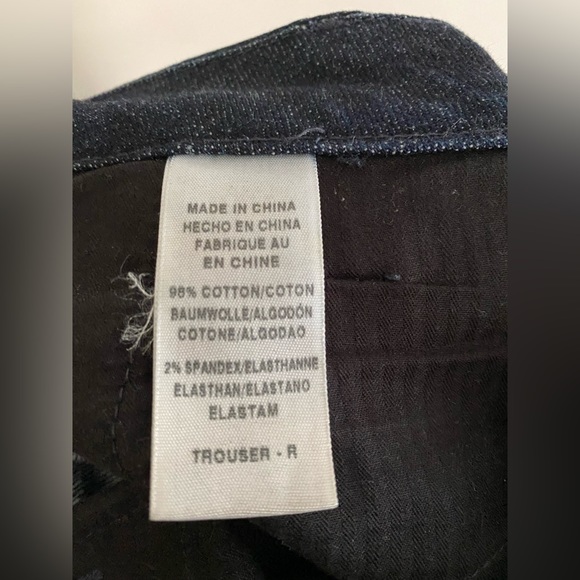 MADE IN CHINA
HECHO EN CHINA
FABRIQUE AU
EN CHINE
98% COTTON/COTON
BAUMWOLLE/ALGODÓN
COTONE/ALGODAO
2% SPANDEX/ELASTHANNE
ELASTHAN/ELASTANO
ELASTAM
TROUSER - R